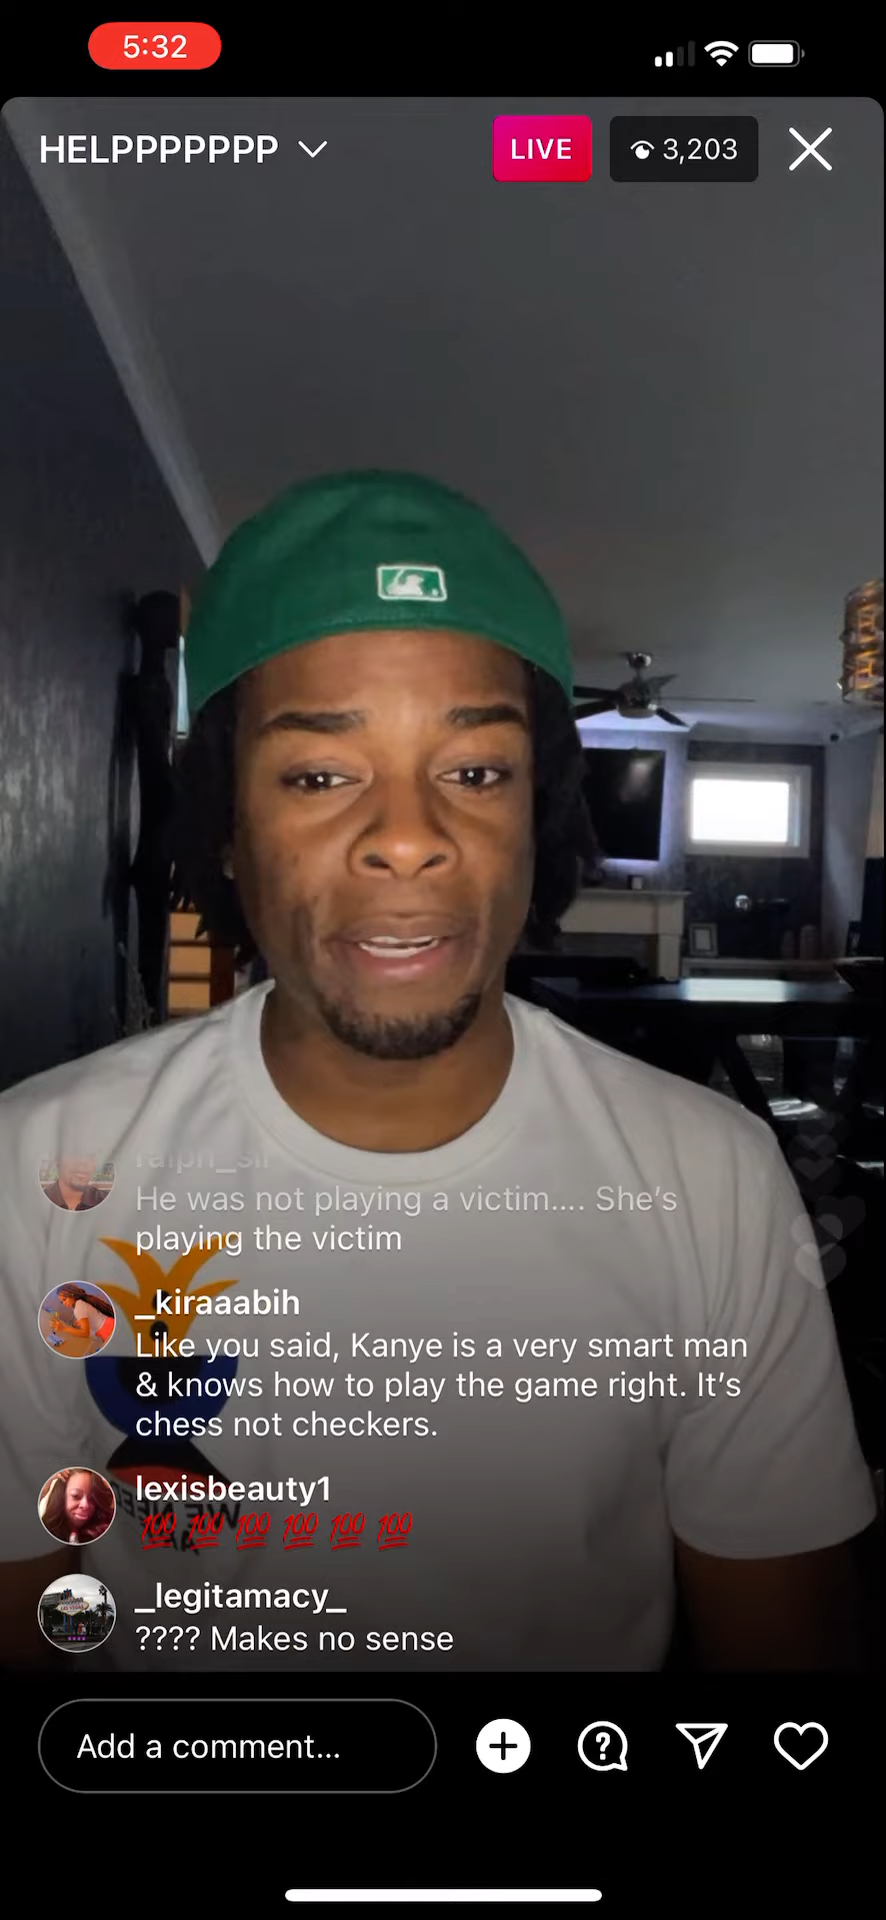 5:32
HELPPPPPPP
LIVE
3,203
ralph_sir
He was not playing a victim.... She’s
playing the victim
_kiraaabih
Like you said, Kanye is a very smart man
& knows how to play the game right. It’s
chess not checkers.
lexisbeauty1
💯 💯 💯 💯 💯 💯
_legitamacy_
???? Makes no sense
Add a comment...